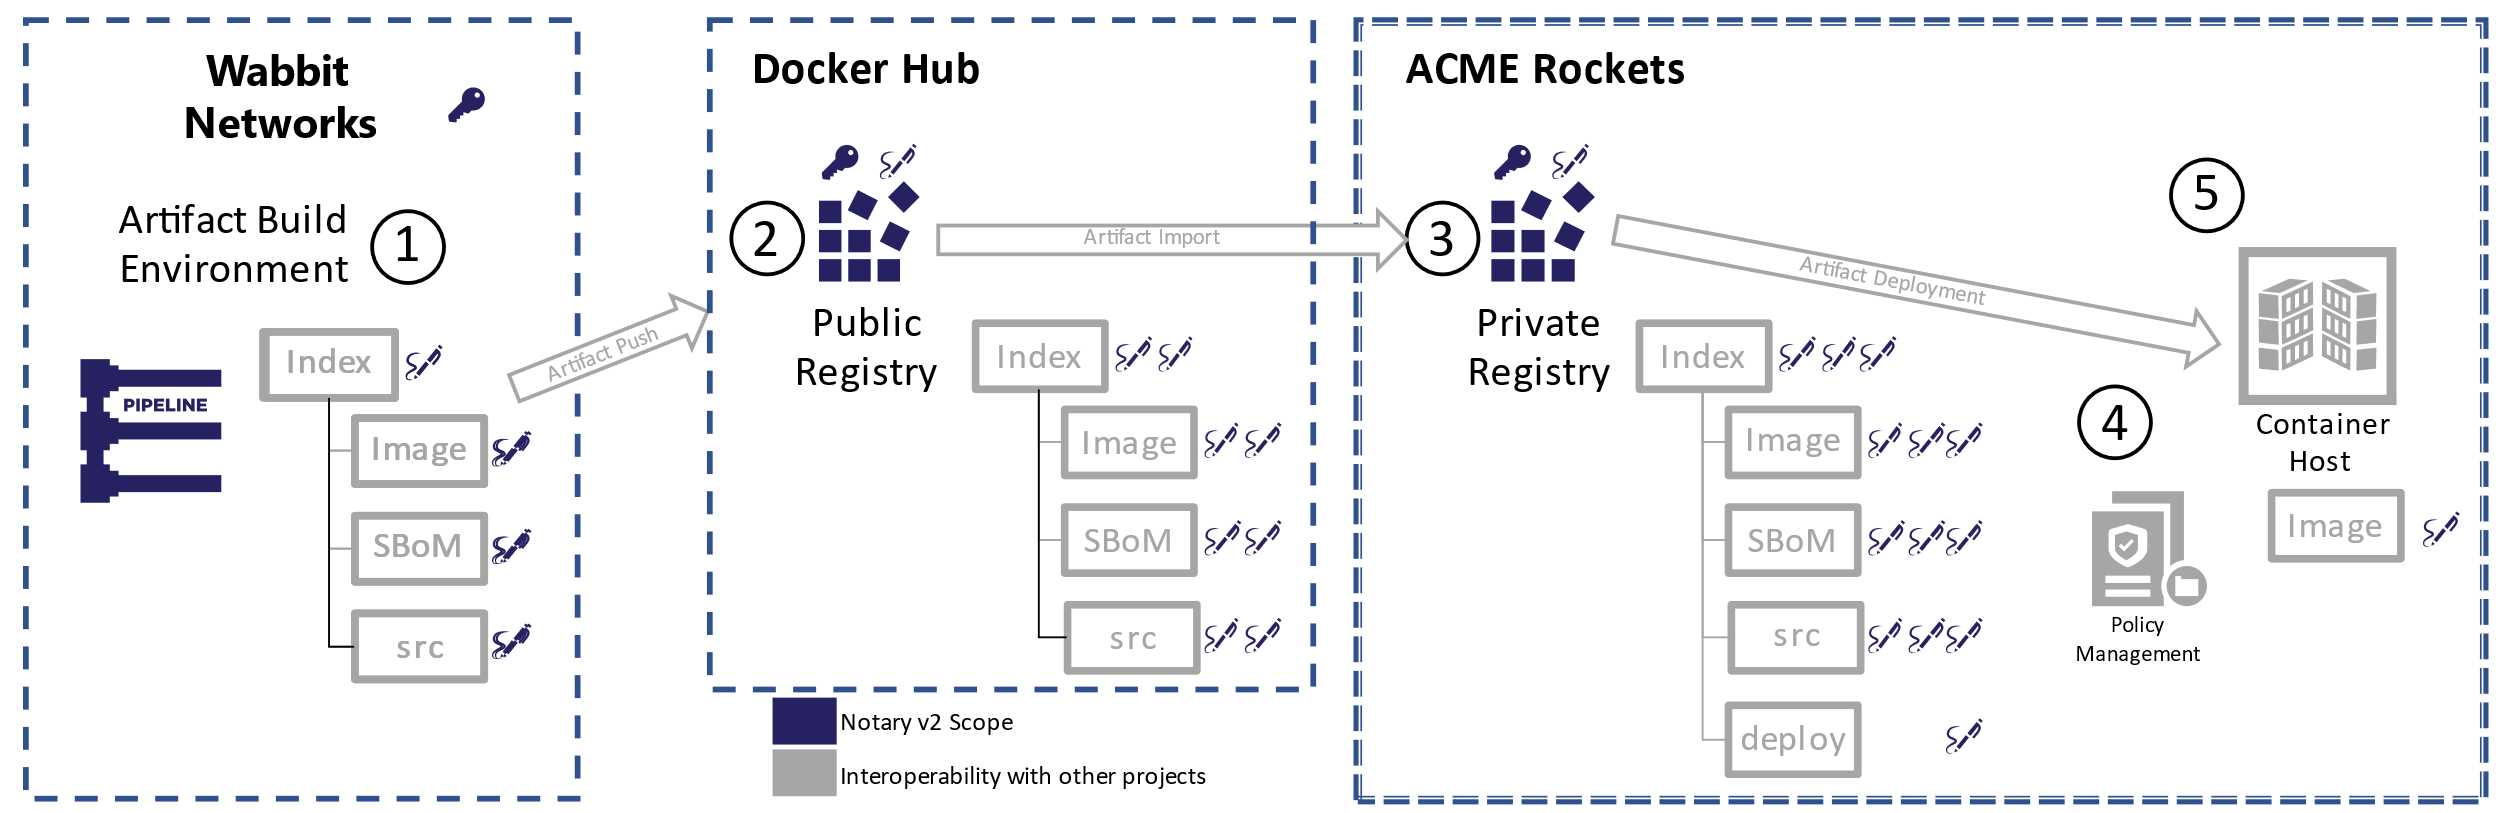 Wabbit
Networks
Artifact Build
Environment
1
PIPELINE
Index
Image
SBoM
src
Artifact Push
Docker Hub
2
Public
Registry
Artifact Import
Index
Image
SBoM
src
Notary v2 Scope
Interoperability with other projects
ACME Rockets
3
Private
Registry
Artifact Deployment
Index
Image
SBoM
src
deploy
4
Policy
Management
5
Container
Host
Image